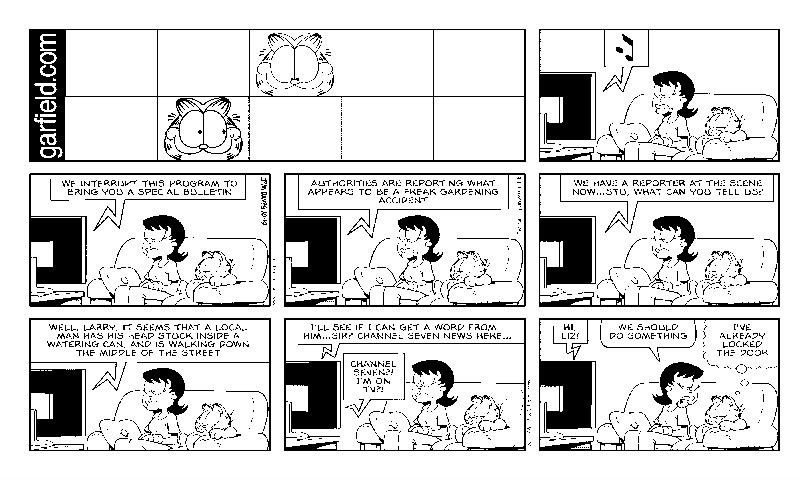 garfield.com
WE INTERRUPT THIS PROGRAM TO
BRING YOU A SPECIAL BULLETIN
AUTHORITIES ARE REPORTING WHAT
APPEARS TO BE A FREAK GARDENING
ACCIDENT
WE HAVE A REPORTER AT THE SCENE
NOW...STU, WHAT CAN YOU TELL US?
WELL, LARRY, IT SEEMS THAT A LOCAL
MAN HAS HIS HEAD STUCK INSIDE A
WATERING CAN, AND IS WALKING DOWN
THE MIDDLE OF THE STREET
I'LL SEE IF I CAN GET A WORD FROM
HIM...SIR? CHANNEL SEVEN NEWS HERE...
CHANNEL
SEVEN?!
I'M ON
TV?!
HI,
LIZ!
WE SHOULD
DO SOMETHING
I'VE
ALREADY
LOCKED
THE DOOR